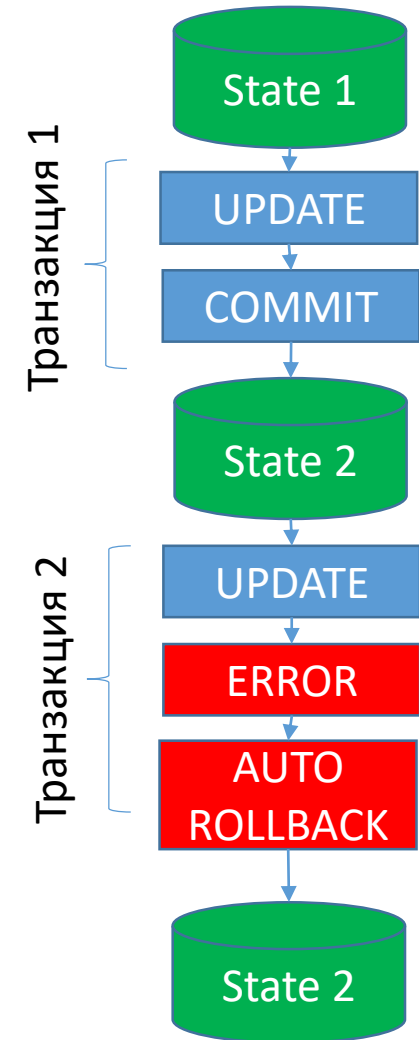 State 1
Транзакция 1
UPDATE
COMMIT
State 2
Транзакция 2
UPDATE
ERROR
AUTO
ROLLBACK
State 2